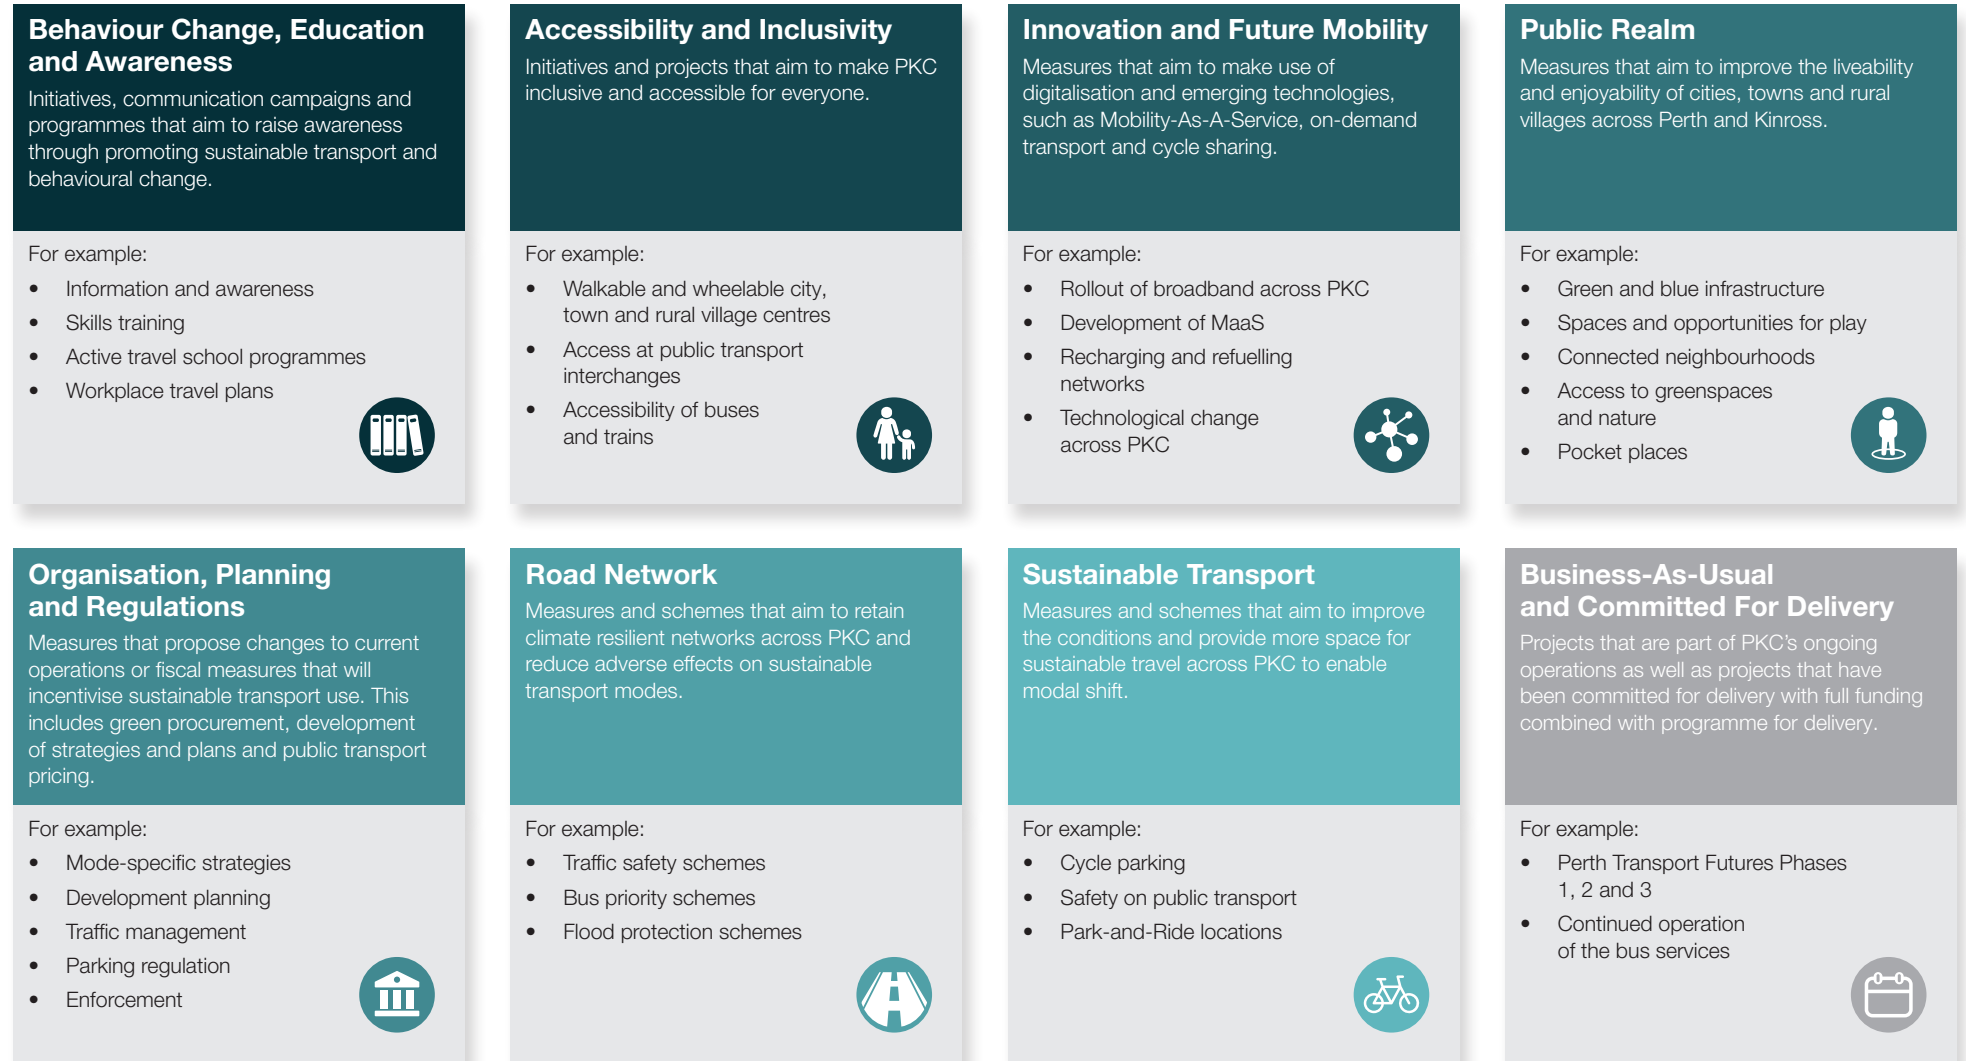 Behaviour Change, Education
and Awareness
Initiatives, communication campaigns and
programmes that aim to raise awareness
through promoting sustainable transport and
behavioural change.
For example:
• Information and awareness
• Skills training
• Active travel school programmes
• Workplace travel plans
Accessibility and Inclusivity
Initiatives and projects that aim to make PKC
inclusive and accessible for everyone.
For example:
• Walkable and wheelable city,
town and rural village centres
• Access at public transport
interchanges
• Accessibility of buses
and trains
Innovation and Future Mobility
Measures that aim to make use of
digitalisation and emerging technologies,
such as Mobility-As-A-Service, on-demand
transport and cycle sharing.
For example:
• Rollout of broadband across PKC
• Development of MaaS
• Recharging and refuelling
networks
• Technological change
across PKC
Public Realm
Measures that aim to improve the liveability
and enjoyability of cities, towns and rural
villages across Perth and Kinross.
For example:
• Green and blue infrastructure
• Spaces and opportunities for play
• Connected neighbourhoods
• Access to greenspaces
and nature
• Pocket places
Organisation, Planning
and Regulations
Measures that propose changes to current
operations or fiscal measures that will
incentivise sustainable transport use. This
includes green procurement, development
of strategies and plans and public transport
pricing.
For example:
• Mode-specific strategies
• Development planning
• Traffic management
• Parking regulation
• Enforcement
Road Network
Measures and schemes that aim to retain
climate resilient networks across PKC and
reduce adverse effects on sustainable
transport modes.
For example:
• Traffic safety schemes
• Bus priority schemes
• Flood protection schemes
Sustainable Transport
Measures and schemes that aim to improve
the conditions and provide more space for
sustainable travel across PKC to enable
modal shift.
For example:
• Cycle parking
• Safety on public transport
• Park-and-Ride locations
Business-As-Usual
and Committed For Delivery
Projects that are part of PKC's ongoing
operations as well as projects that have
been committed for delivery with full funding
combined with programme for delivery.
For example:
• Perth Transport Futures Phases
1, 2 and 3
• Continued operation
of the bus services